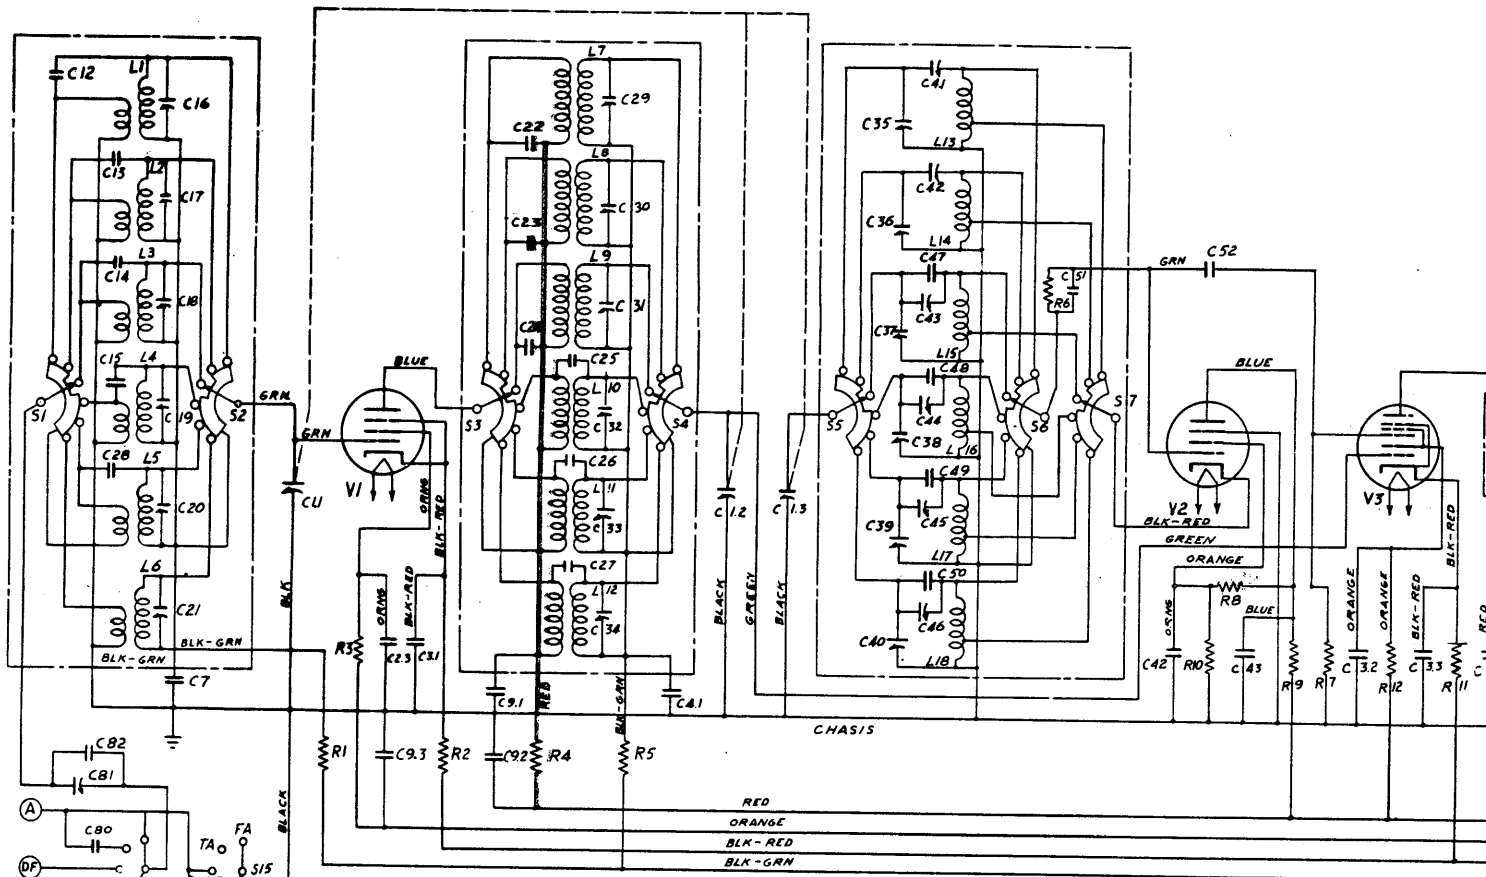 C12
L1
C16
C13
L2
C17
L3
C14
C18
C15
L4
S1
C19
S2
GRN
L5
C28
C20
L6
C21
BLK-GRN
BLK-GRN
C7
BLK
BLACK
GRN
V1
BLUE
ORNG
BLK-RED
R3
ORNG
C2.3
BLK-RED
C3.1
R1
C9.3
R2
L7
C29
C22
L8
C30
C23
L9
C31
C25
S3
L10
C32
S4
C26
L11
C33
C27
L12
C34
C9.1
RED
BLK-GRN
C4.1
C9.2
R4
R5
C1.2
BLACK
GREEN
C1.3
BLACK
C41
C35
L13
C42
C36
L14
C47
C43
C37
L15
C48
C44
C38
L16
S5
S6
S7
C49
C45
C39
L17
C50
C46
C40
L18
R6
C51
GRN
C52
BLUE
V2
BLK-RED
GREEN
ORANGE
R8
BLUE
ORNG
C42
R10
C43
R9
R7
V3
ORANGE
C3.2
ORANGE
R12
BLK-RED
C3.3
BLK-RED
R11
RED
C
CHASIS
RED
ORANGE
BLK-RED
BLK-GRN
C82
C81
A
C80
DF
C
TA
FA
S15